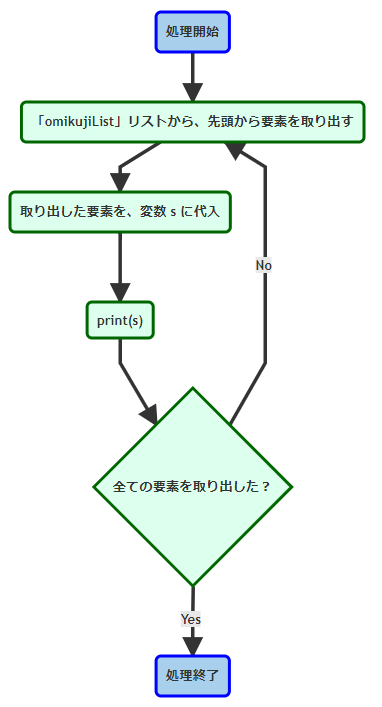 処理開始
「omikujiList」リストから、先頭から要素を取り出す
取り出した要素を、変数 s に代入
No
print(s)
全ての要素を取り出した？
Yes
処理終了